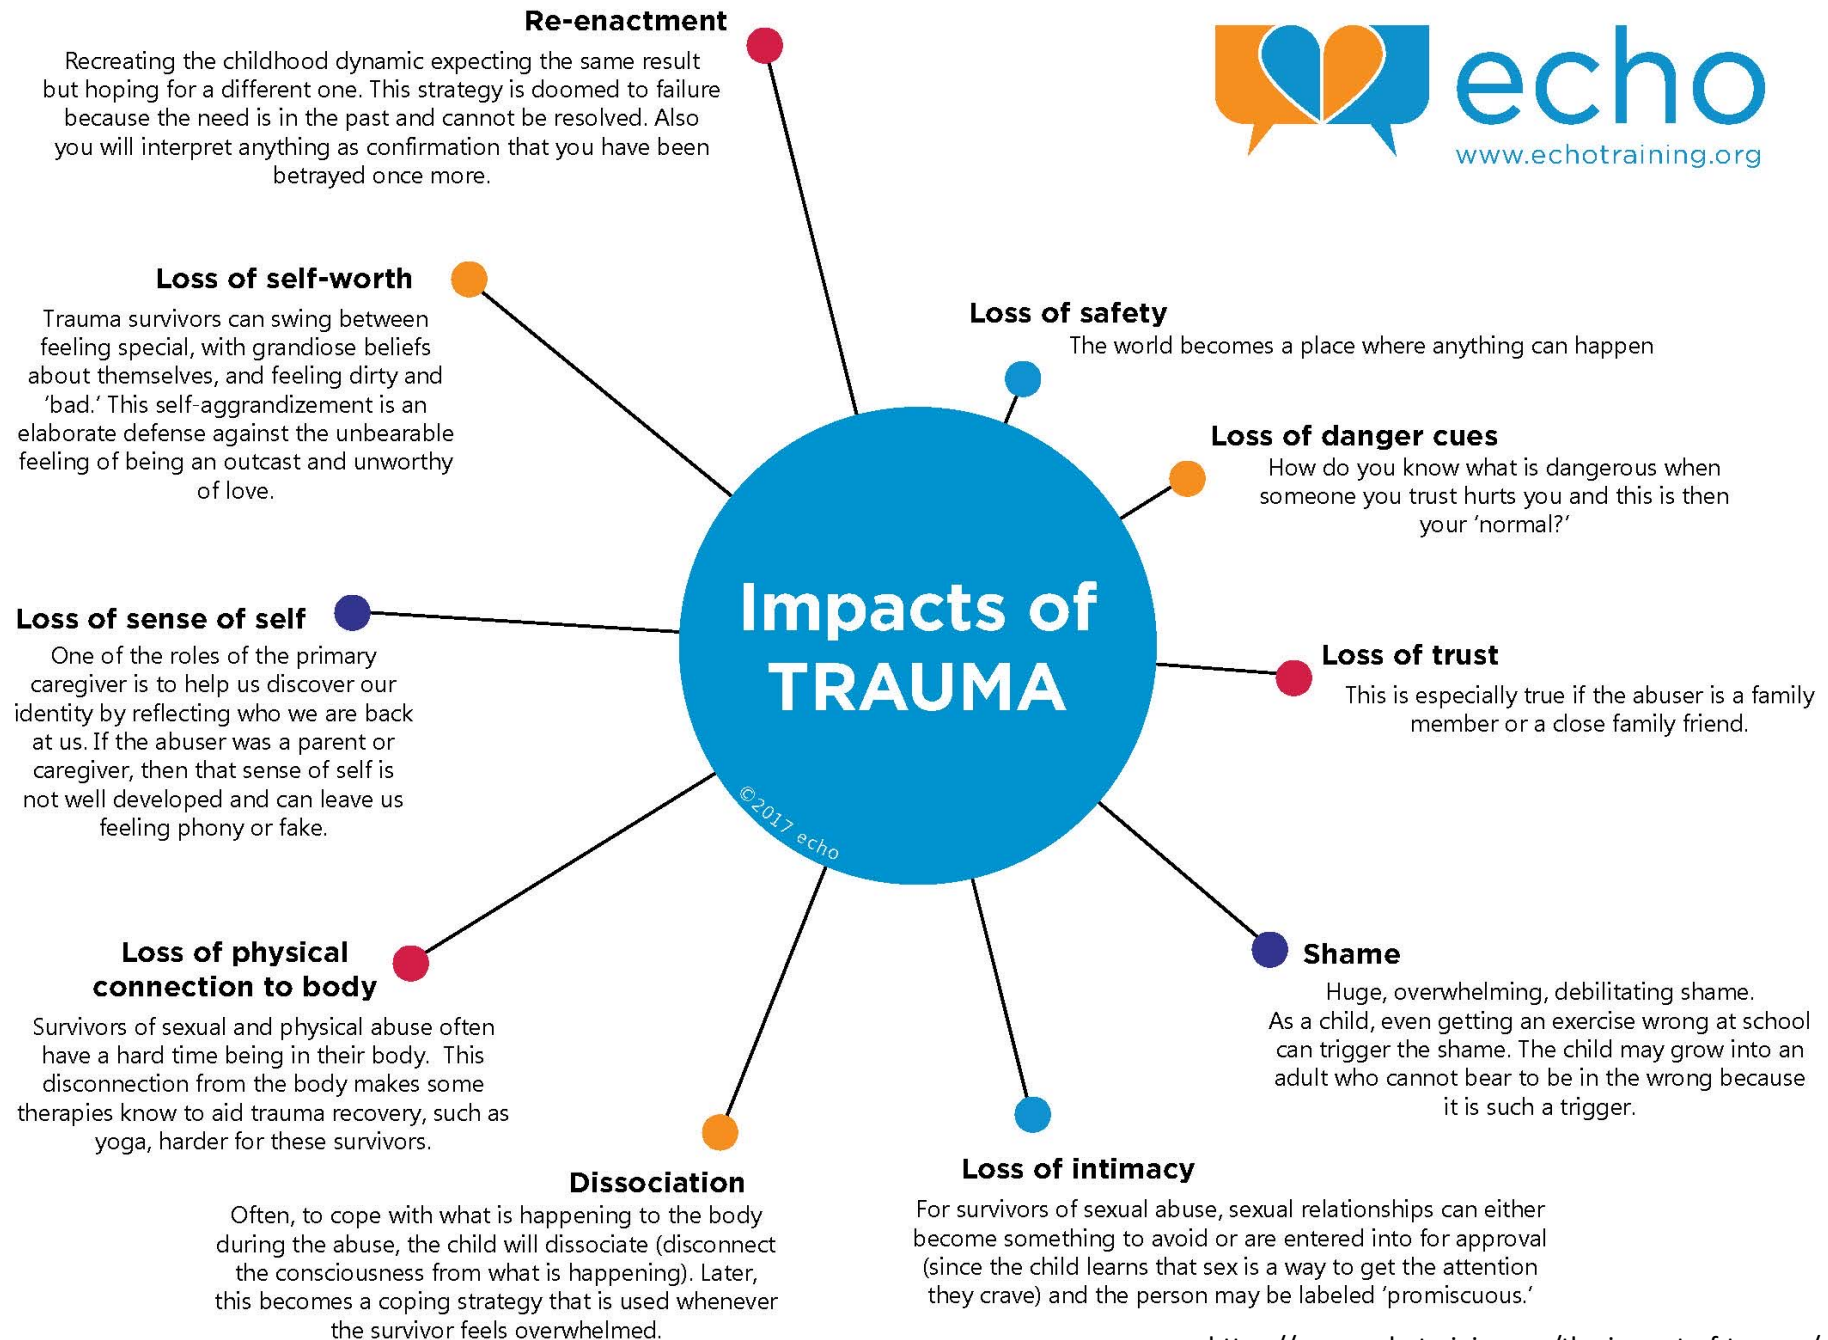 Re-enactment
Recreating the childhood dynamic expecting the same result
but hoping for a different one. This strategy is doomed to failure
because the need is in the past and cannot be resolved. Also
you will interpret anything as confirmation that you have been
betrayed once more.
echo
www.echotraining.org
Loss of self-worth
Trauma survivors can swing between
feeling special, with grandiose beliefs
about themselves, and feeling dirty and
‘bad.’ This self-aggrandizement is an
elaborate defense against the unbearable
feeling of being an outcast and unworthy
of love.
Loss of safety
The world becomes a place where anything can happen
Loss of danger cues
How do you know what is dangerous when
someone you trust hurts you and this is then
your ‘normal?’
Impacts of
TRAUMA
©2017 echo
Loss of sense of self
One of the roles of the primary
caregiver is to help us discover our
identity by reflecting who we are back
at us. If the abuser was a parent or
caregiver, then that sense of self is
not well developed and can leave us
feeling phony or fake.
Loss of trust
This is especially true if the abuser is a family
member or a close family friend.
Loss of physical
connection to body
Survivors of sexual and physical abuse often
have a hard time being in their body. This
disconnection from the body makes some
therapies know to aid trauma recovery, such as
yoga, harder for these survivors.
Shame
Huge, overwhelming, debilitating shame.
As a child, even getting an exercise wrong at school
can trigger the shame. The child may grow into an
adult who cannot bear to be in the wrong because
it is such a trigger.
Dissociation
Often, to cope with what is happening to the body
during the abuse, the child will dissociate (disconnect
the consciousness from what is happening). Later,
this becomes a coping strategy that is used whenever
the survivor feels overwhelmed.
Loss of intimacy
For survivors of sexual abuse, sexual relationships can either
become something to avoid or are entered into for approval
(since the child learns that sex is a way to get the attention
they crave) and the person may be labeled ‘promiscuous.’